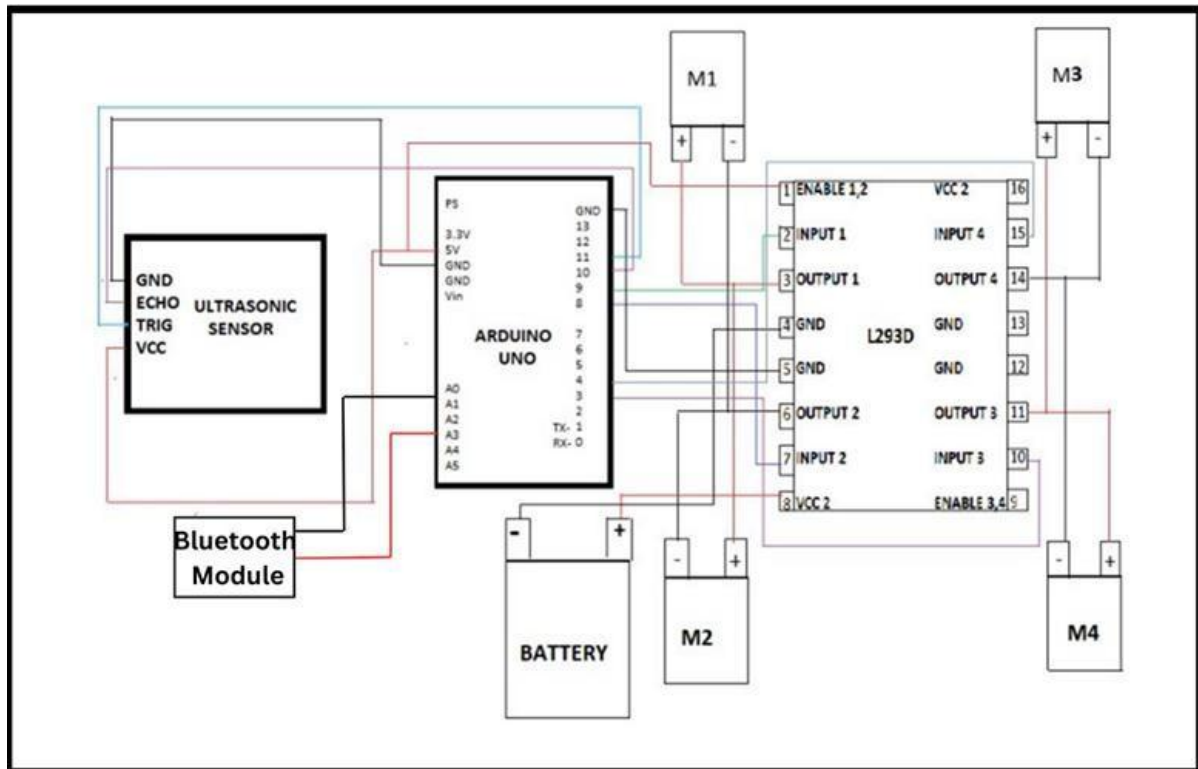 M1
M3
+ -
+ -
GND
ECHO
TRIG
VCC
ULTRASONIC
SENSOR
PS
3.3V
5V
GND
GND
Vin
A0
A1
A2
A3
A4
A5
ARDUINO
UNO
GND
13
12
11
10
9
8
7
6
5
4
3
2
TX- 1
RX- 0
1 ENABLE 1,2
2 INPUT 1
3 OUTPUT 1
4 GND
5 GND
6 OUTPUT 2
7 INPUT 2
8 VCC 2
L293D
VCC 2 16
INPUT 4 15
OUTPUT 4 14
GND 13
GND 12
OUTPUT 3 11
INPUT 3 10
ENABLE 3,4 9
Bluetooth
Module
- +
BATTERY
- +
M2
- +
M4